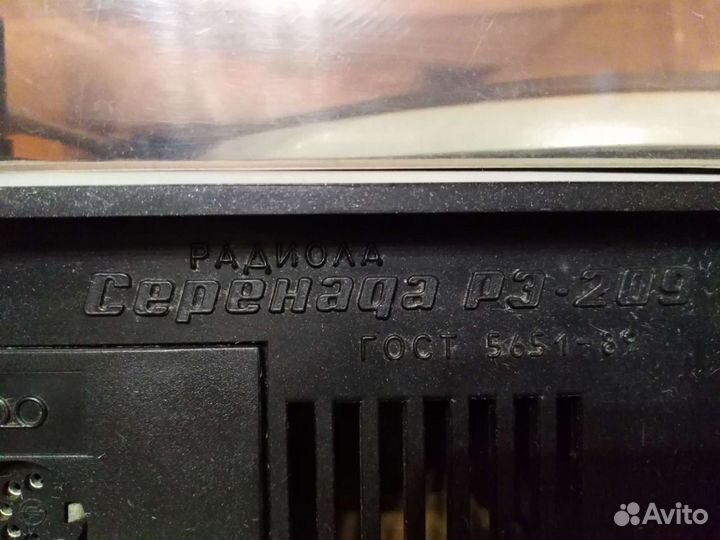 РАДИОЛА
Серенада РЭ-209
ГОСТ 5651-89
Avito